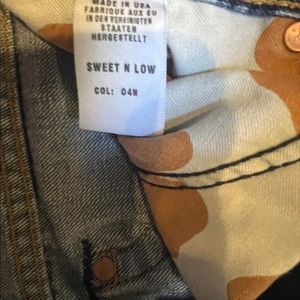 MADE IN USA
FABRIQUE AUX EU
IN DEN VEREINIGTEN
STAATEN
HERGESTELLT
SWEET N LOW
COL: 04N